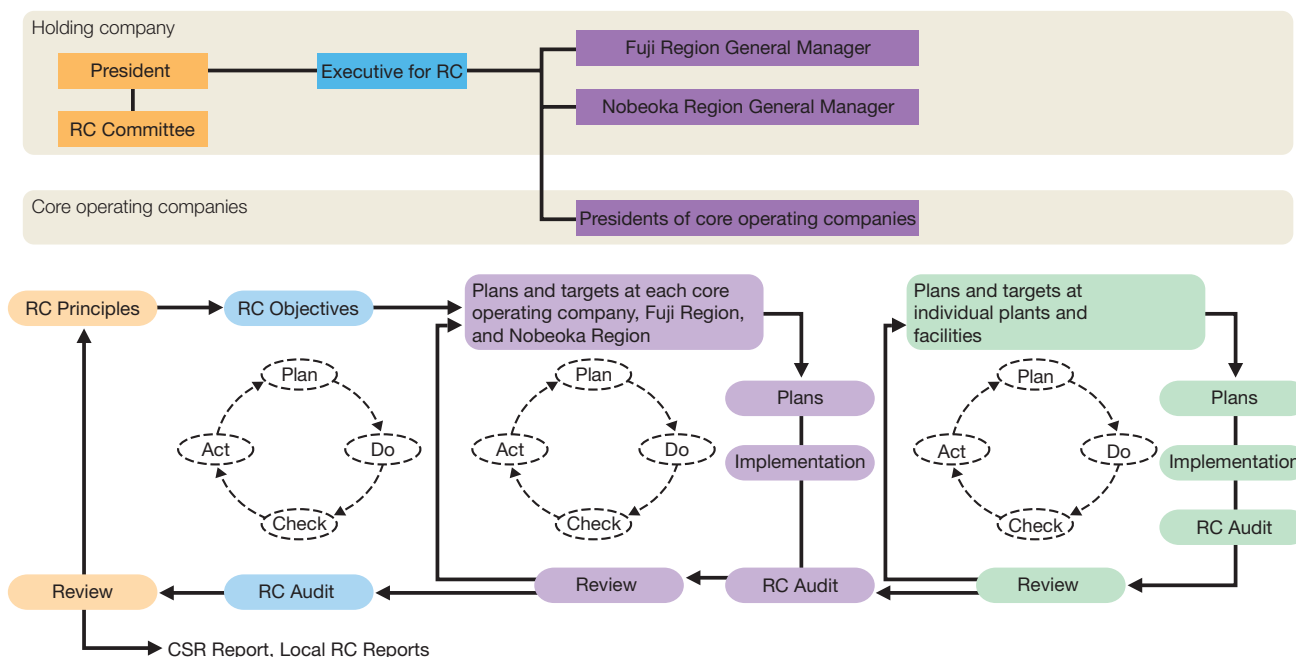 Holding company
President
Executive for RC
Fuji Region General Manager
Nobeoka Region General Manager
RC Committee
Core operating companies
Presidents of core operating companies
RC Principles
RC Objectives
Plans and targets at each core
operating company, Fuji Region,
and Nobeoka Region
Plans and targets at
individual plants and
facilities
Plan
Do
Check
Act
Plan
Do
Check
Act
Plans
Implementation
RC Audit
Plan
Do
Check
Act
Plans
Implementation
RC Audit
Review
Review
RC Audit
Review
CSR Report, Local RC Reports